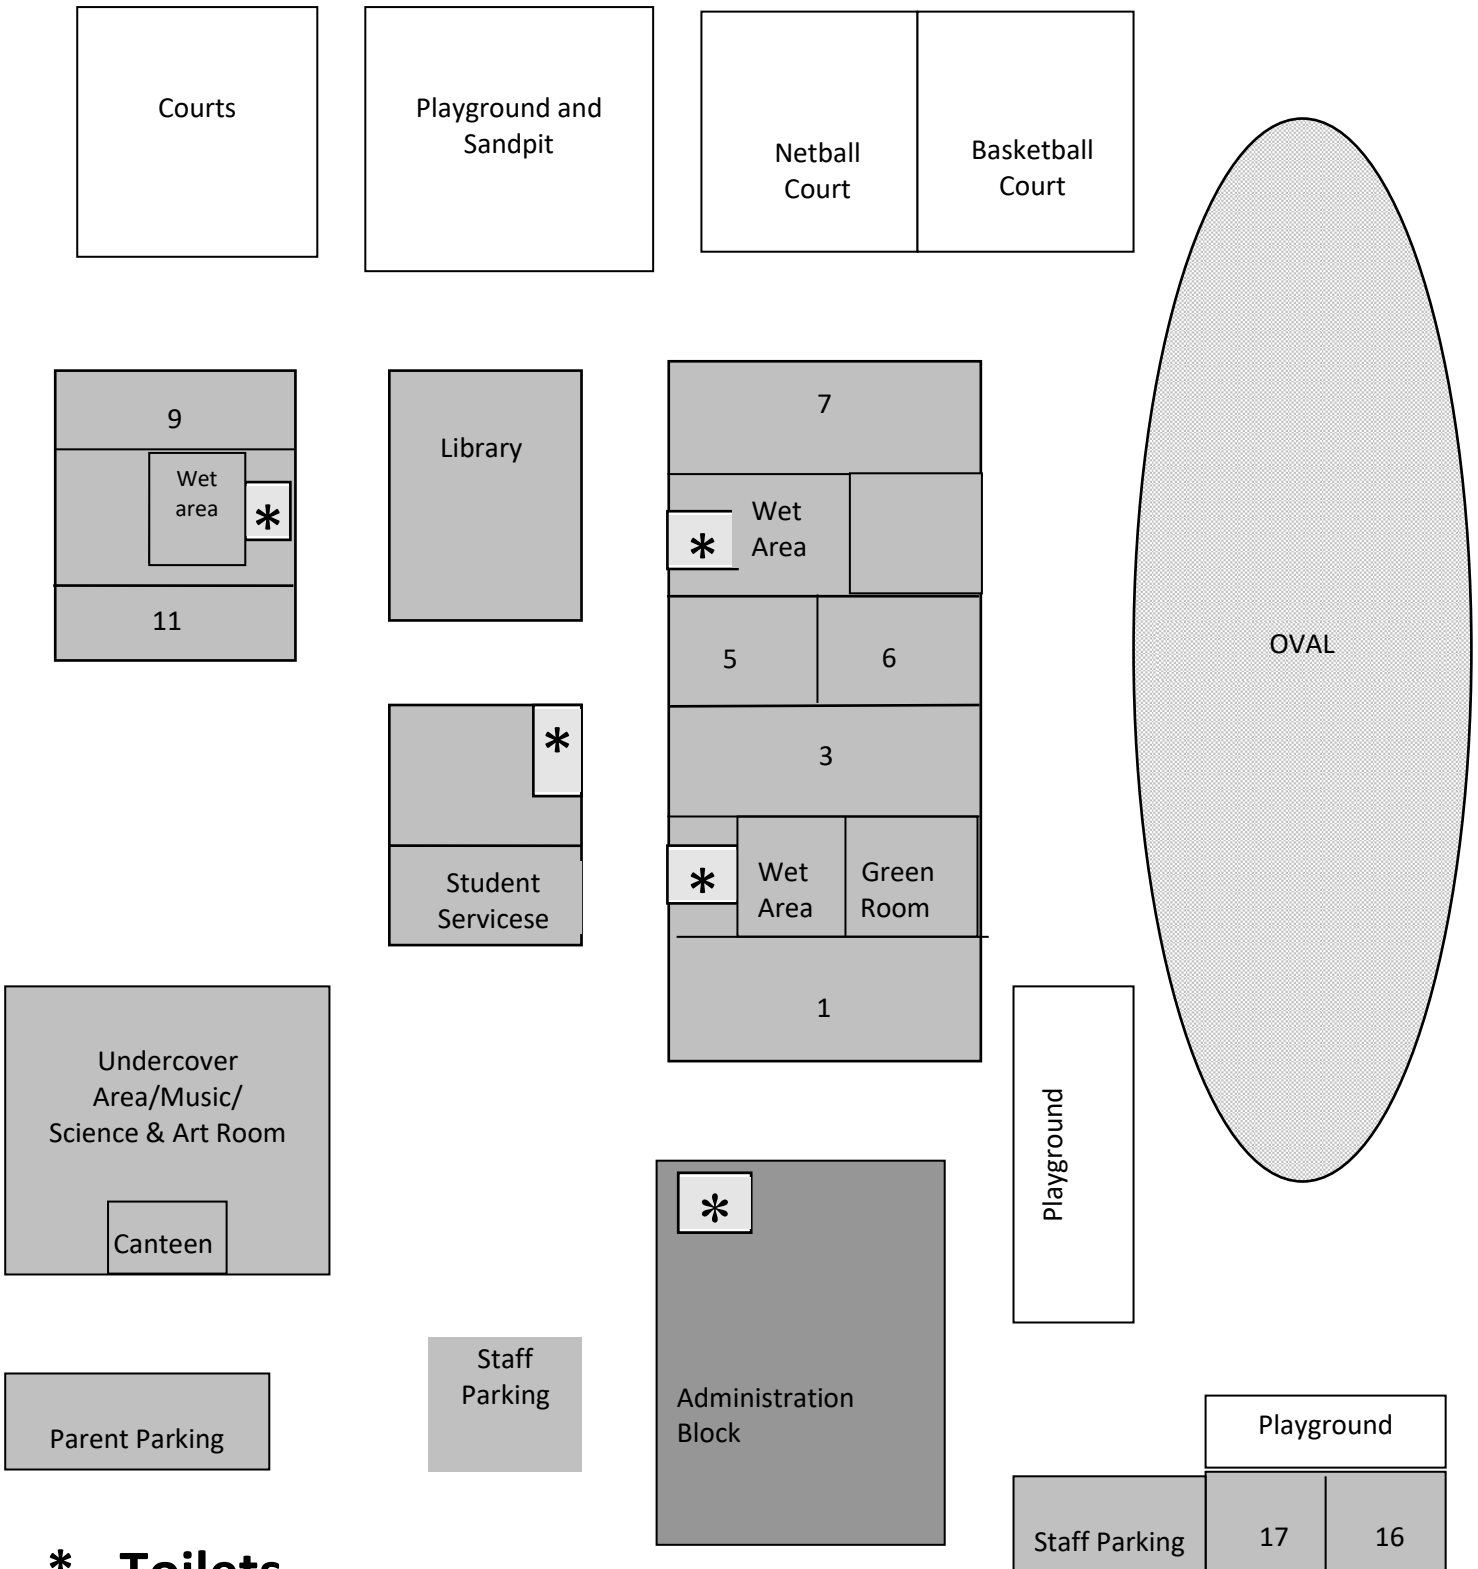 Courts
Playground and
Sandpit
Netball
Court
Basketball
Court
OVAL
9
Wet
area
*
11
Library
7
Wet
Area
*
5
6
3
*
Wet
Area
Green
Room
1
*
Student
Servicese
Undercover
Area/Music/
Science & Art Room
Canteen
Playground
*
Administration
Block
Staff
Parking
Parent Parking
Playground
Staff Parking
17
16
* Toilets